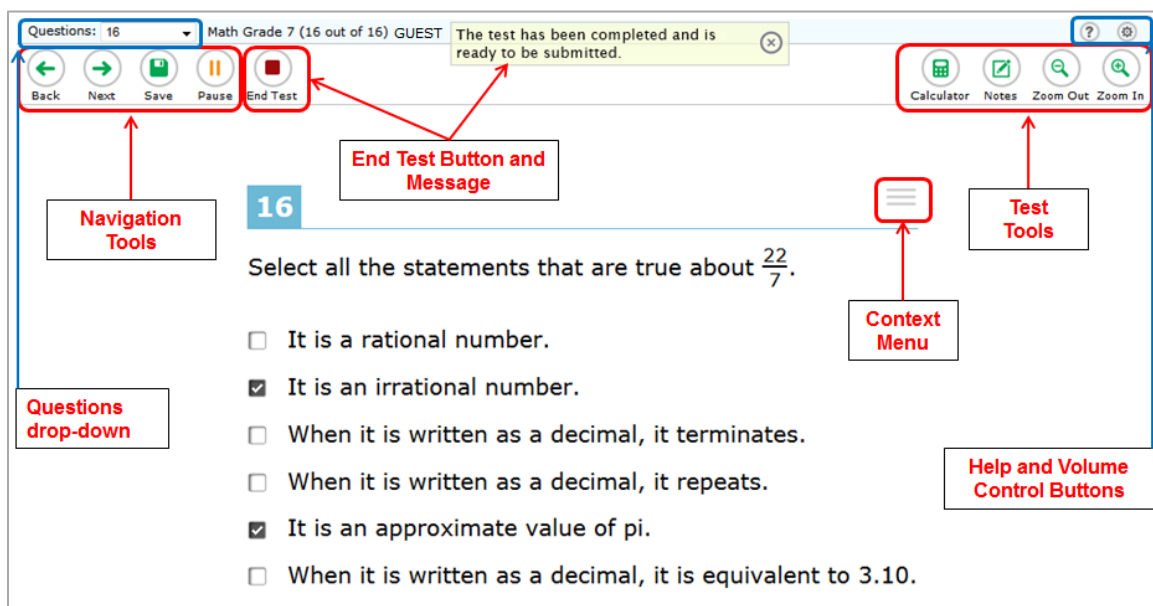 Questions: 16
Math Grade 7 (16 out of 16) GUEST
The test has been completed and is
ready to be submitted.
Back
Next
Save
Pause
End Test
Calculator
Notes
Zoom Out
Zoom In
End Test Button and
Message
Navigation
Tools
Test
Tools
16
Select all the statements that are true about 22/7.
Context
Menu
It is a rational number.
It is an irrational number.
Questions
drop-down
When it is written as a decimal, it terminates.
When it is written as a decimal, it repeats.
Help and Volume
Control Buttons
It is an approximate value of pi.
When it is written as a decimal, it is equivalent to 3.10.